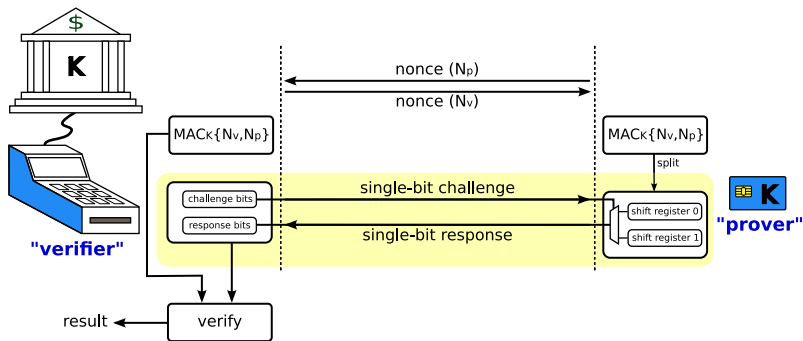 $
K
nonce (Np)
nonce (Nv)
MACK{Nv,Np}
MACK{Nv,Np}
split
single-bit challenge
challenge bits
shift register 0
K
response bits
single-bit response
shift register 1
"verifier"
"prover"
result
verify